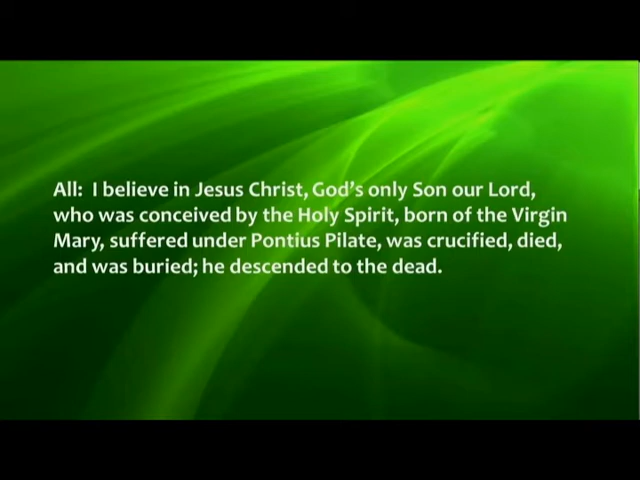 All:  I believe in Jesus Christ, God’s only Son our Lord,
who was conceived by the Holy Spirit, born of the Virgin
Mary, suffered under Pontius Pilate, was crucified, died,
and was buried; he descended to the dead.